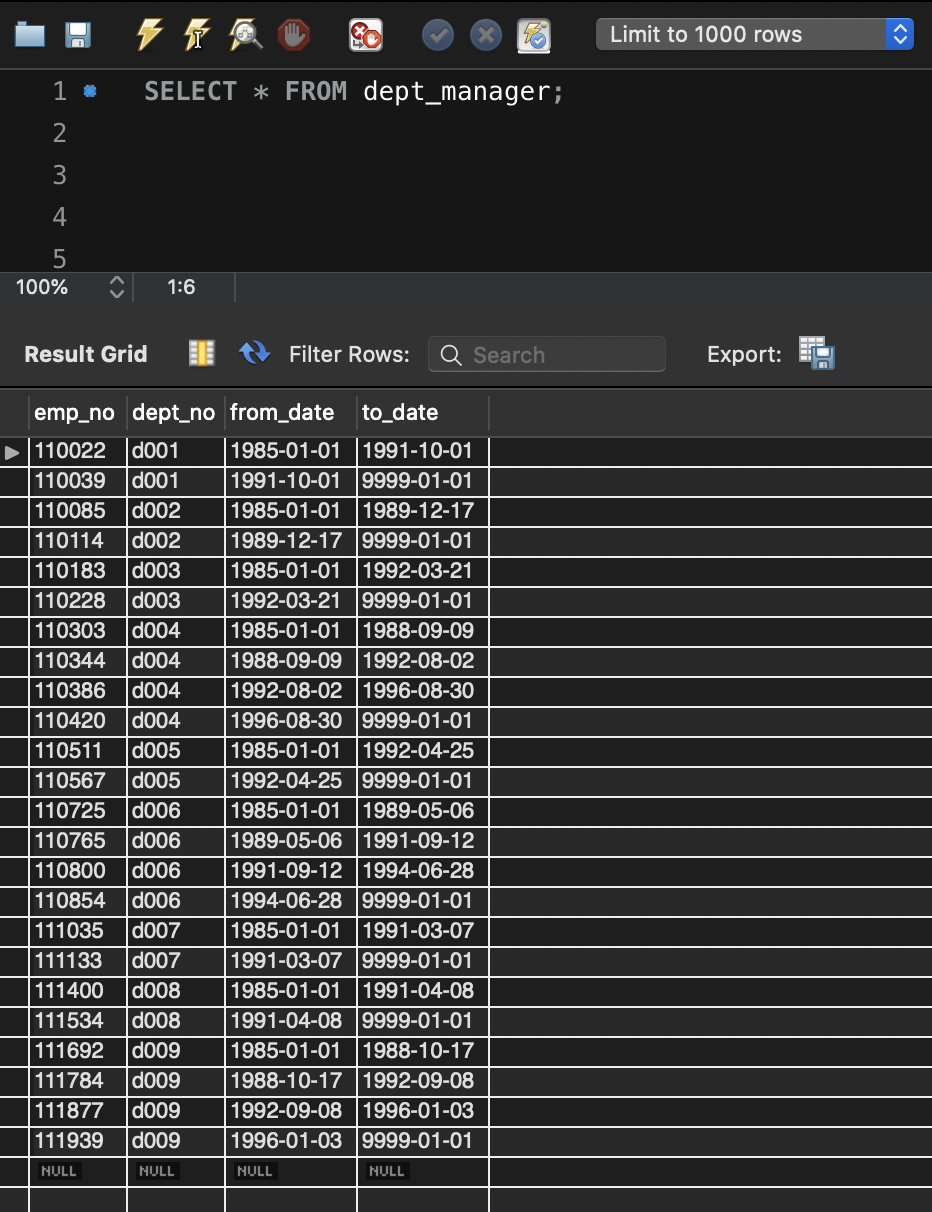 Limit to 1000 rows
1 SELECT * FROM dept_manager;
2
3
4
5
100% 1:6
Result Grid Filter Rows: Search Export:
emp_no dept_no from_date to_date
110022 d001 1985-01-01 1991-10-01
110039 d001 1991-10-01 9999-01-01
110085 d002 1985-01-01 1989-12-17
110114 d002 1989-12-17 9999-01-01
110183 d003 1985-01-01 1992-03-21
110228 d003 1992-03-21 9999-01-01
110303 d004 1985-01-01 1988-09-09
110344 d004 1988-09-09 1992-08-02
110386 d004 1992-08-02 1996-08-30
110420 d004 1996-08-30 9999-01-01
110511 d005 1985-01-01 1992-04-25
110567 d005 1992-04-25 9999-01-01
110725 d006 1985-01-01 1989-05-06
110765 d006 1989-05-06 1991-09-12
110800 d006 1991-09-12 1994-06-28
110854 d006 1994-06-28 9999-01-01
111035 d007 1985-01-01 1991-03-07
111133 d007 1991-03-07 9999-01-01
111400 d008 1985-01-01 1991-04-08
111534 d008 1991-04-08 9999-01-01
111692 d009 1985-01-01 1988-10-17
111784 d009 1988-10-17 1992-09-08
111877 d009 1992-09-08 1996-01-03
111939 d009 1996-01-03 9999-01-01
NULL NULL NULL NULL